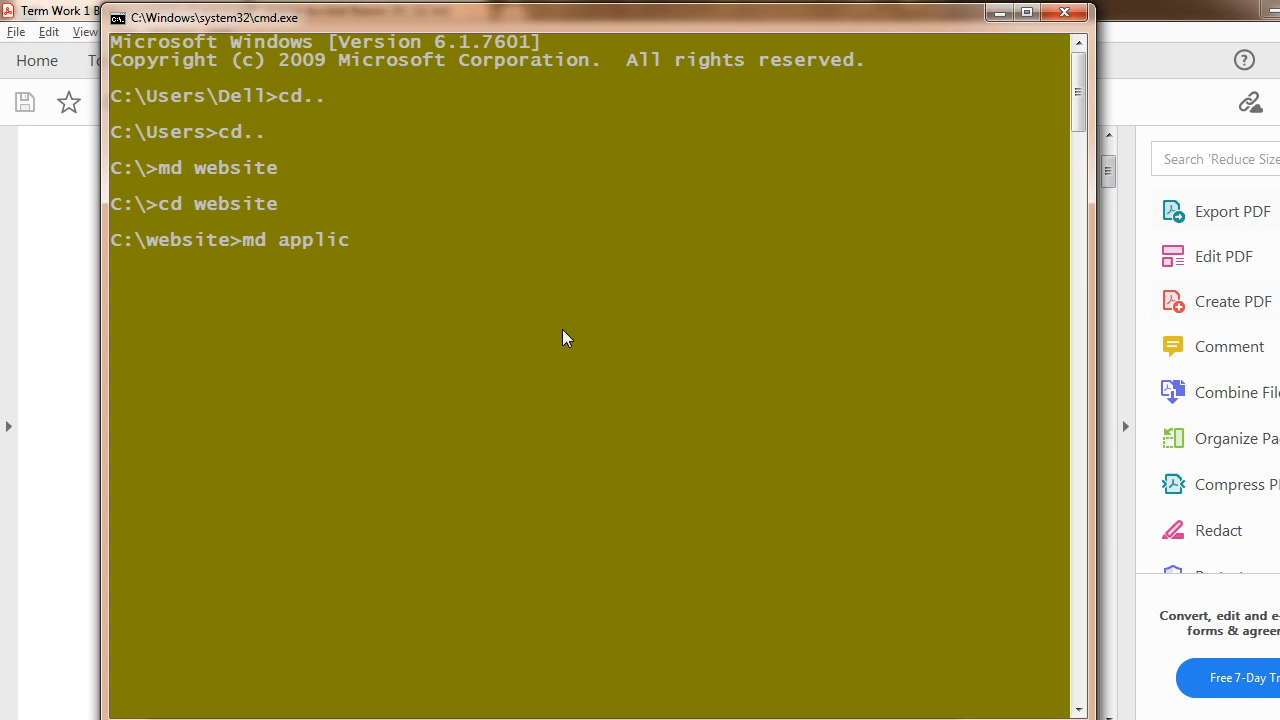 Term Work 1 B
C:\Windows\system32\cmd.exe
File Edit View
Home
Microsoft Windows [Version 6.1.7601]
Copyright (c) 2009 Microsoft Corporation.  All rights reserved.
C:\Users\Dell>cd..
C:\Users>cd..
C:\>md website
C:\>cd website
C:\website>md applic
Search 'Reduce Size
Export PDF
Edit PDF
Create PDF
Comment
Combine File
Organize Pa
Compress P
Redact
Convert, edit and e-
forms & agreer
Free 7-Day Tr